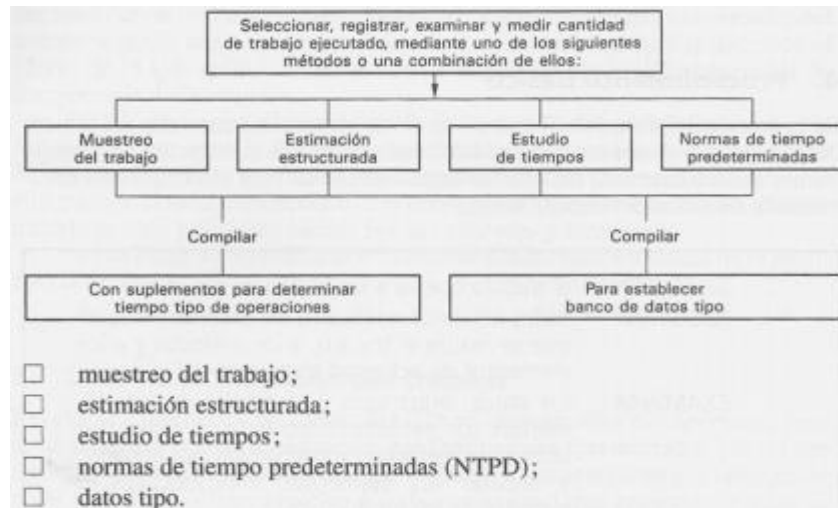 Seleccionar, registrar, examinar y medir cantidad
de trabajo ejecutado, mediante uno de los siguientes
métodos o una combinación de ellos:
Muestreo
del trabajo
Estimación
estructurada
Estudio
de tiempos
Normas de tiempo
predeterminadas
Compilar
Compilar
Con suplementos para determinar
tiempo tipo de operaciones
Para establecer
banco de datos tipo
□ muestreo del trabajo;
□ estimación estructurada;
□ estudio de tiempos;
□ normas de tiempo predeterminadas (NTPD);
□ datos tipo.